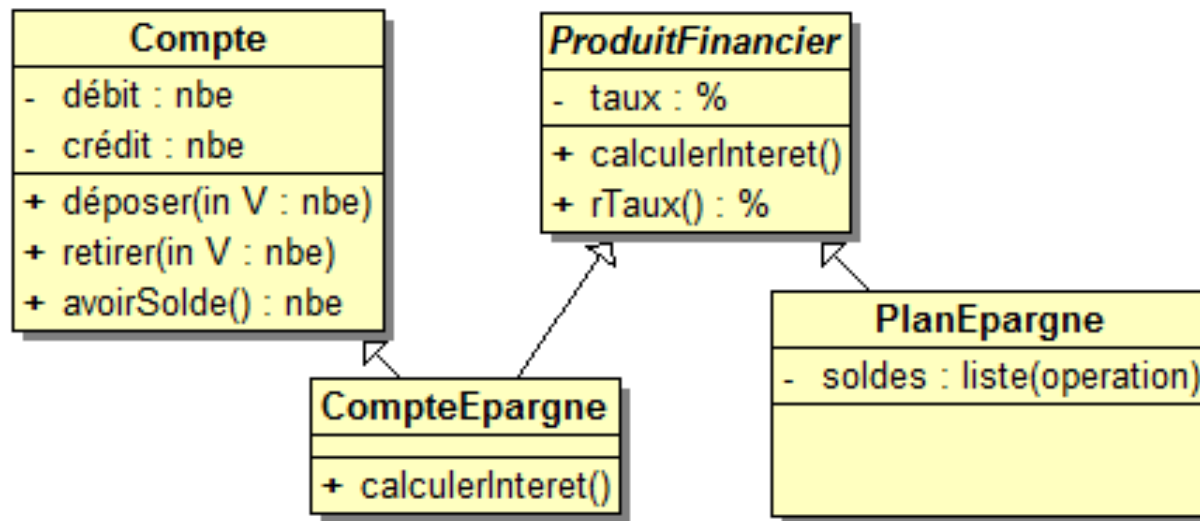 Compte
- débit : nbe
- crédit : nbe
+ déposer(in V : nbe)
+ retirer(in V : nbe)
+ avoirSolde() : nbe
ProduitFinancier
- taux : %
+ calculerInteret()
+ rTaux() : %
CompteEpargne
+ calculerInteret()
PlanEpargne
- soldes : liste(operation)